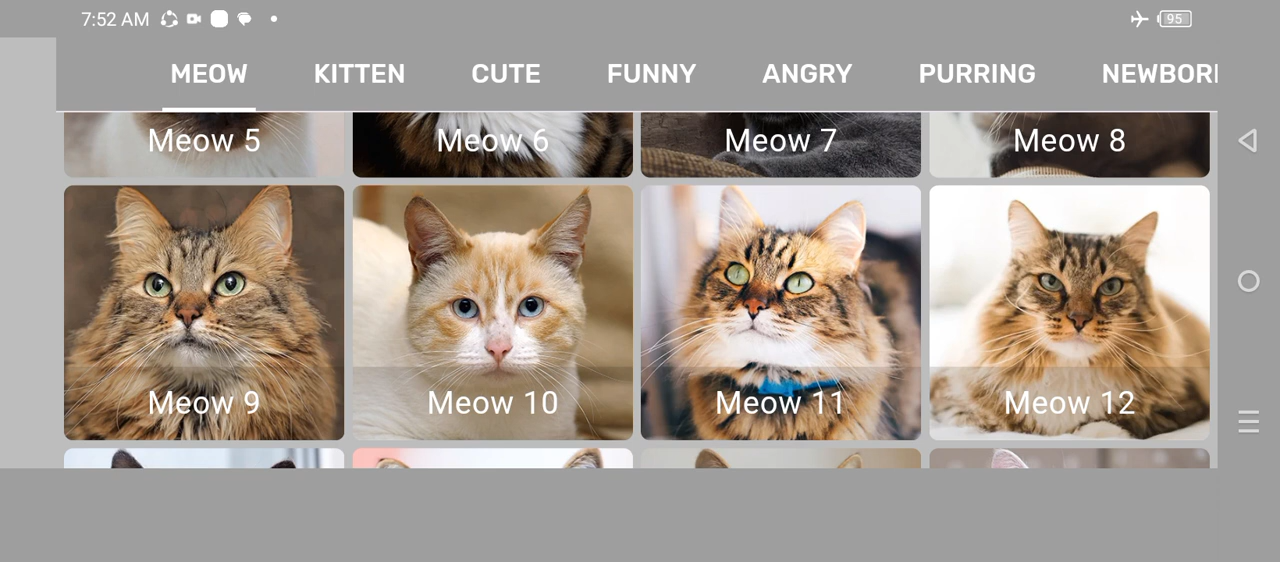 7:52 AM
95
MEOW KITTEN CUTE FUNNY ANGRY PURRING NEWBOR
Meow 5 Meow 6 Meow 7 Meow 8
Meow 9 Meow 10 Meow 11 Meow 12